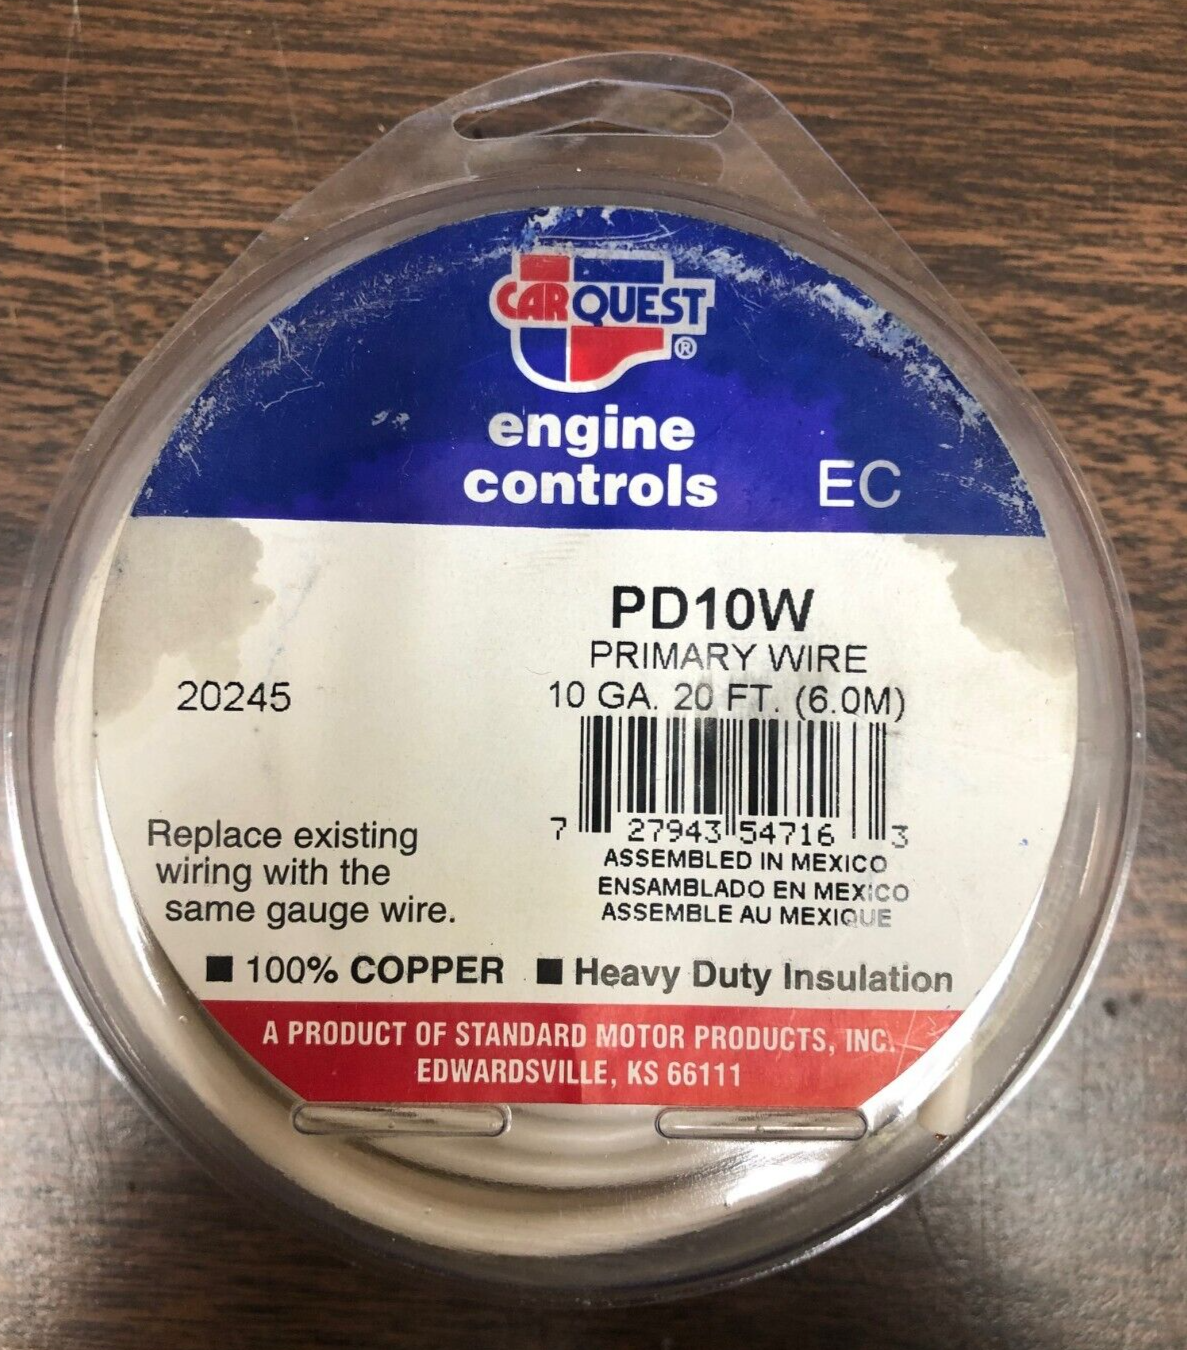 CARQUEST®
engine
controls
EC
PD10W
PRIMARY WIRE
10 GA. 20 FT. (6.0M)
20245
7 27943 54716 3
ASSEMBLED IN MEXICO
ENSAMBLADO EN MEXICO
ASSEMBLE AU MEXIQUE
Replace existing
wiring with the
same gauge wire.
■ 100% COPPER ■ Heavy Duty Insulation
A PRODUCT OF STANDARD MOTOR PRODUCTS, INC.
EDWARDSVILLE, KS 66111